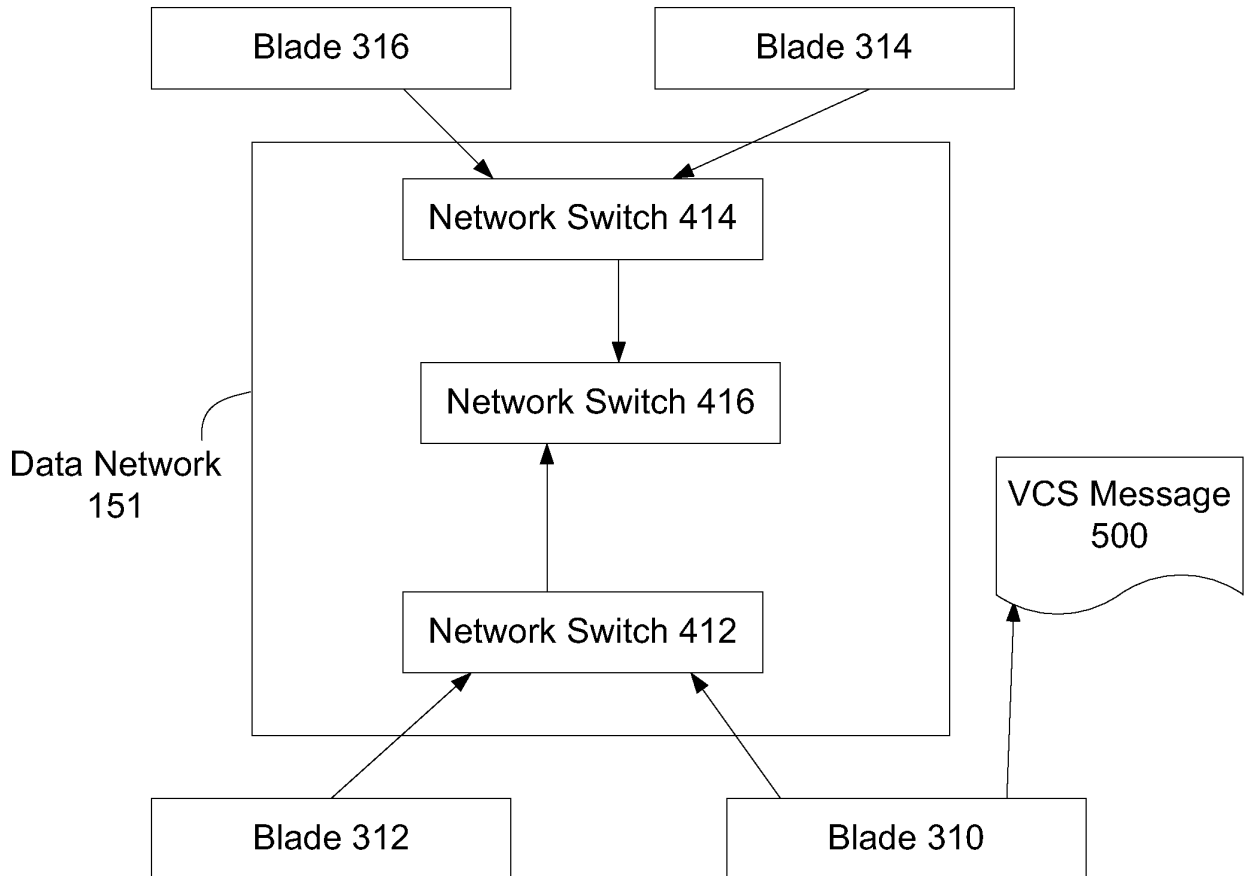 Blade 316
Blade 314
Network Switch 414
Network Switch 416
Data Network
151
VCS Message
500
Network Switch 412
Blade 312
Blade 310